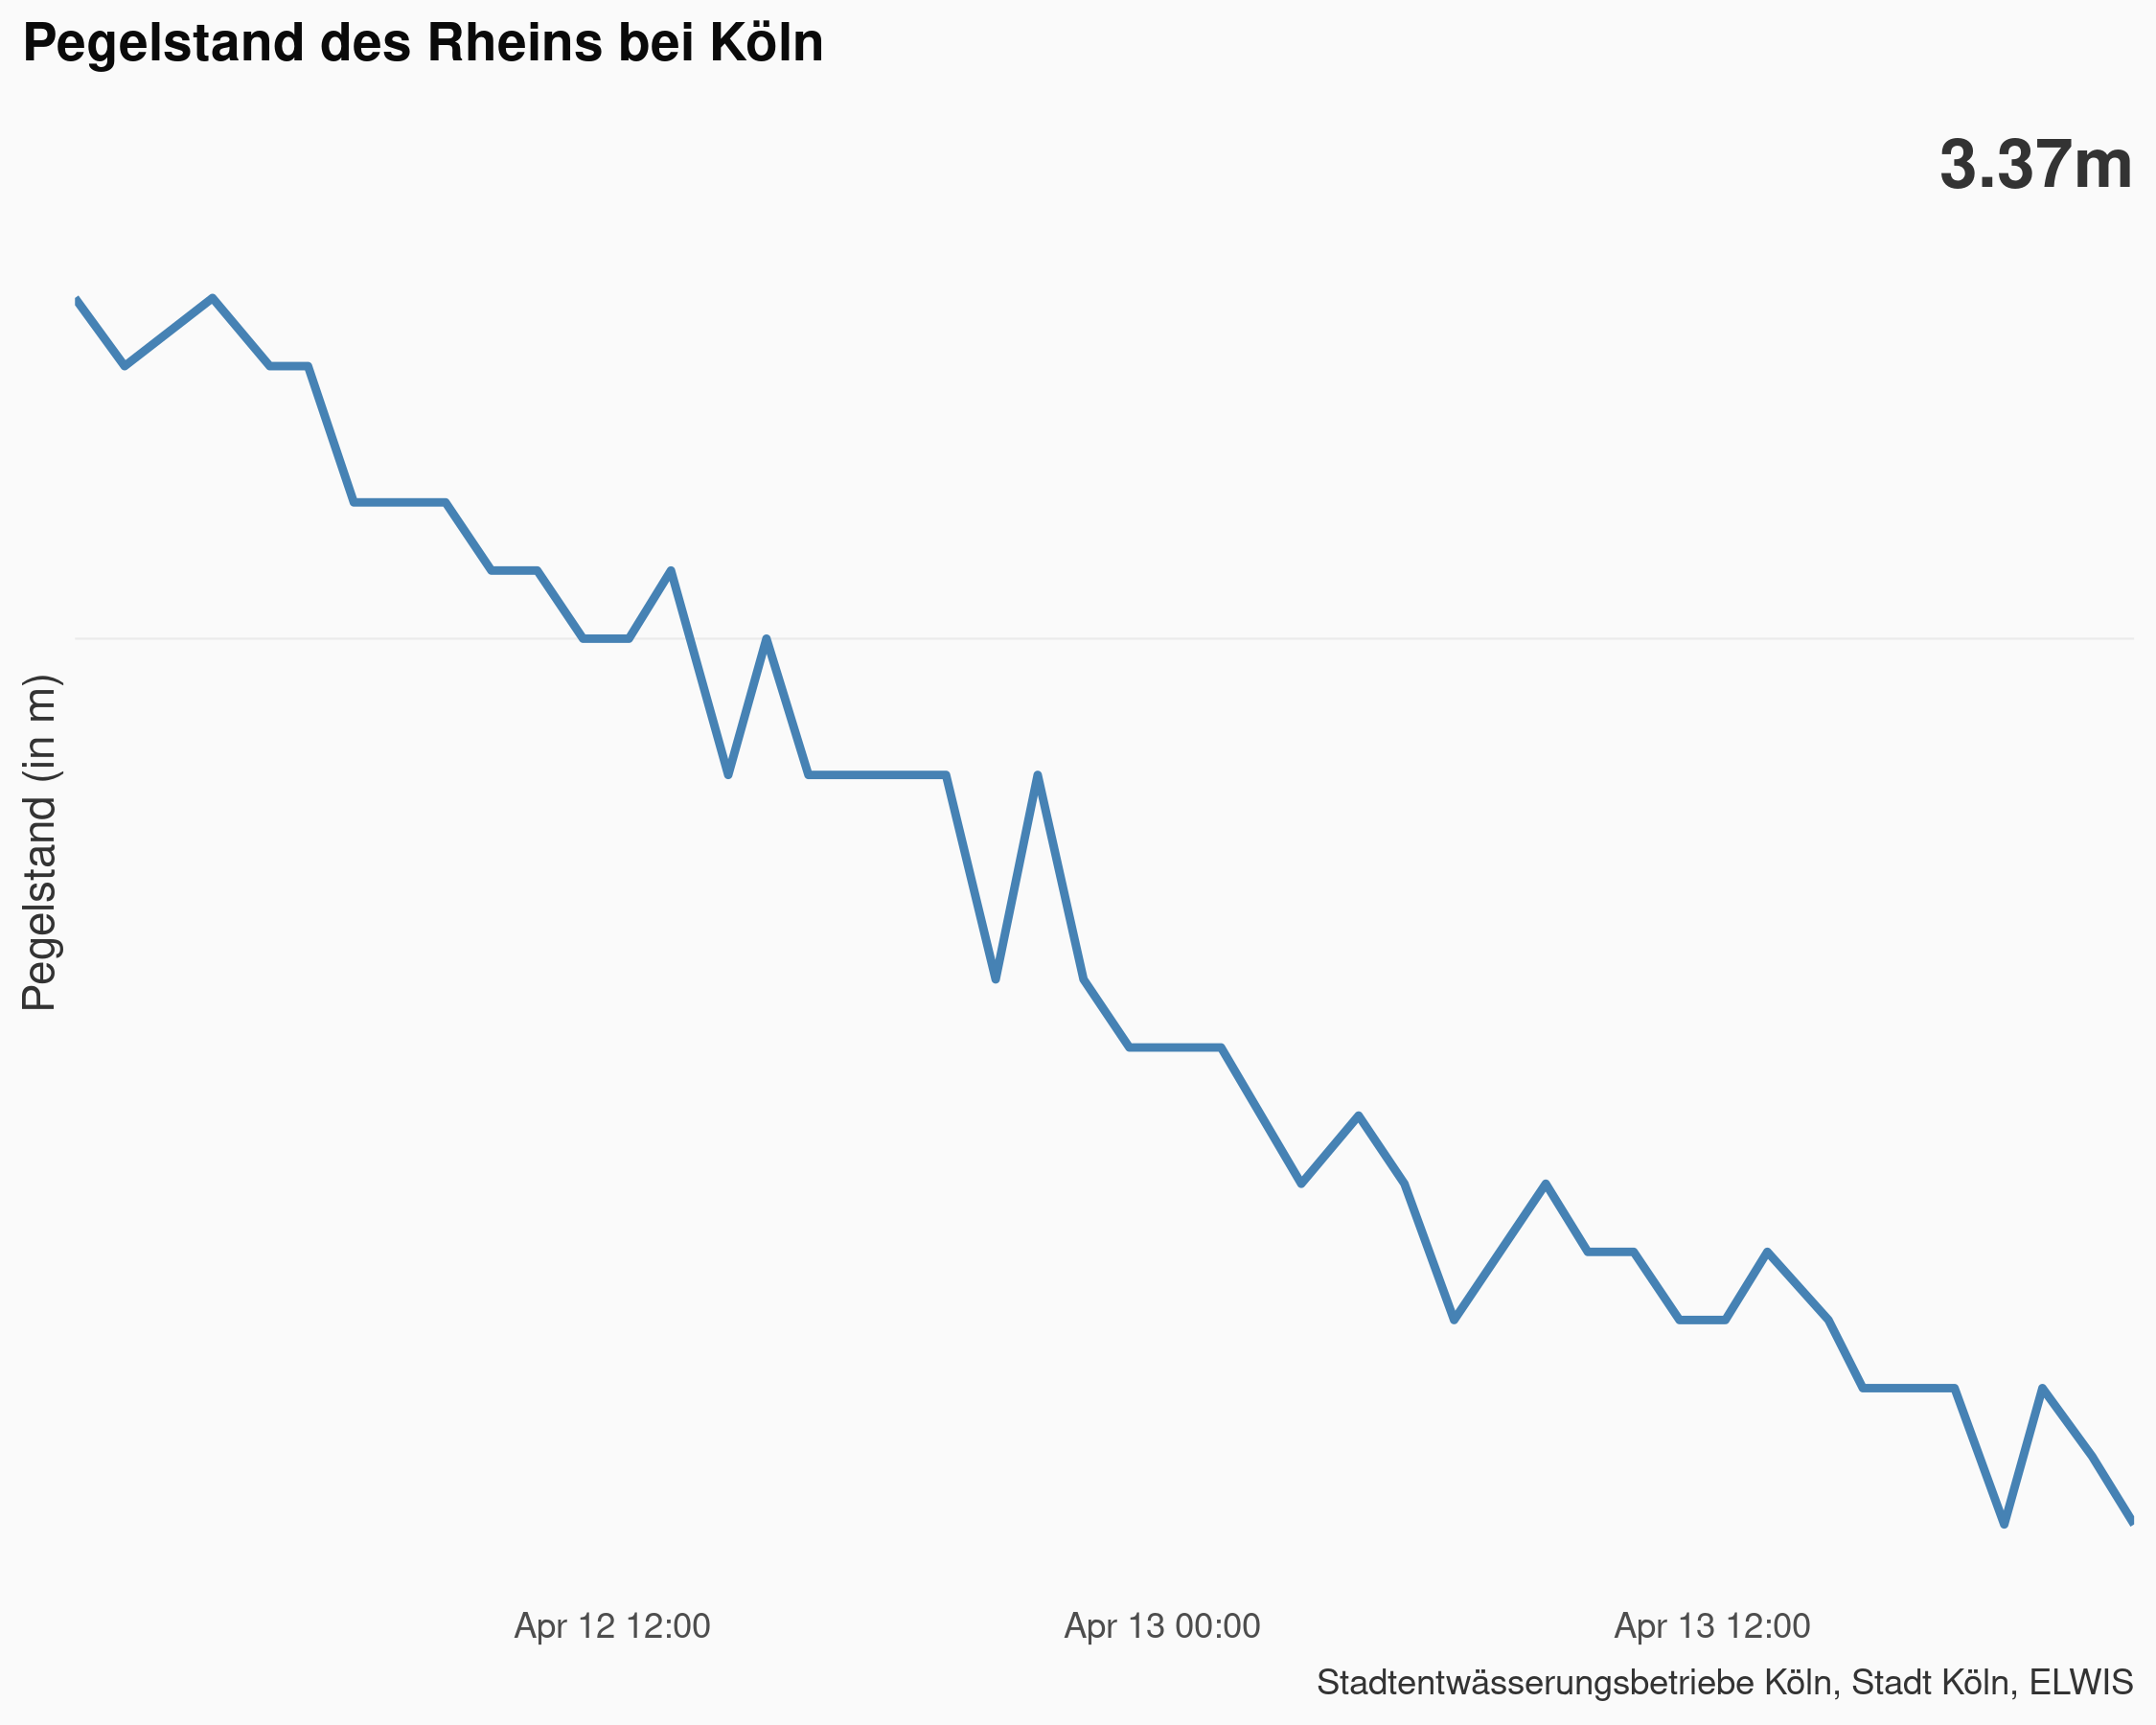 Pegelstand des Rheins bei Köln
3.37m
Pegelstand (in m)
Apr 12 12:00
Apr 13 00:00
Apr 13 12:00
Stadtentwässerungsbetriebe Köln, Stadt Köln, ELWIS